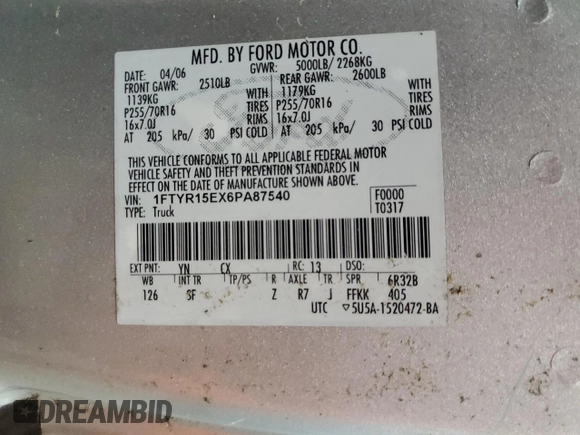 MFD. BY FORD MOTOR CO.
DATE: 04/06 GVWR: 5000LB/ 2268KG
FRONT GAWR: 2510LB REAR GAWR: 2600LB
1139KG WITH 1179KG WITH
P255/70R16 TIRES P255/70R16 TIRES
16x7.0J RIMS 16x7.0J RIMS
AT 205 kPa/ 30 PSI COLD AT 205 kPa/ 30 PSI COLD
THIS VEHICLE CONFORMS TO ALL APPLICABLE FEDERAL MOTOR
VEHICLE SAFETY AND THEFT PREVENTION STANDARDS IN
EFFECT ON THE DATE OF MANUFACTURE SHOWN ABOVE.
VIN: 1FTYR15EX6PA87540 F0000
TYPE: Truck T0317
EXT PNT: YN CX RC: 13 DSO:
WB INT TR TP/PS R AXLE TR SPR 6R32B
126 SF Z R7 J FFKK 405
UTC 5U5A-1520472-BA
DREAMBID